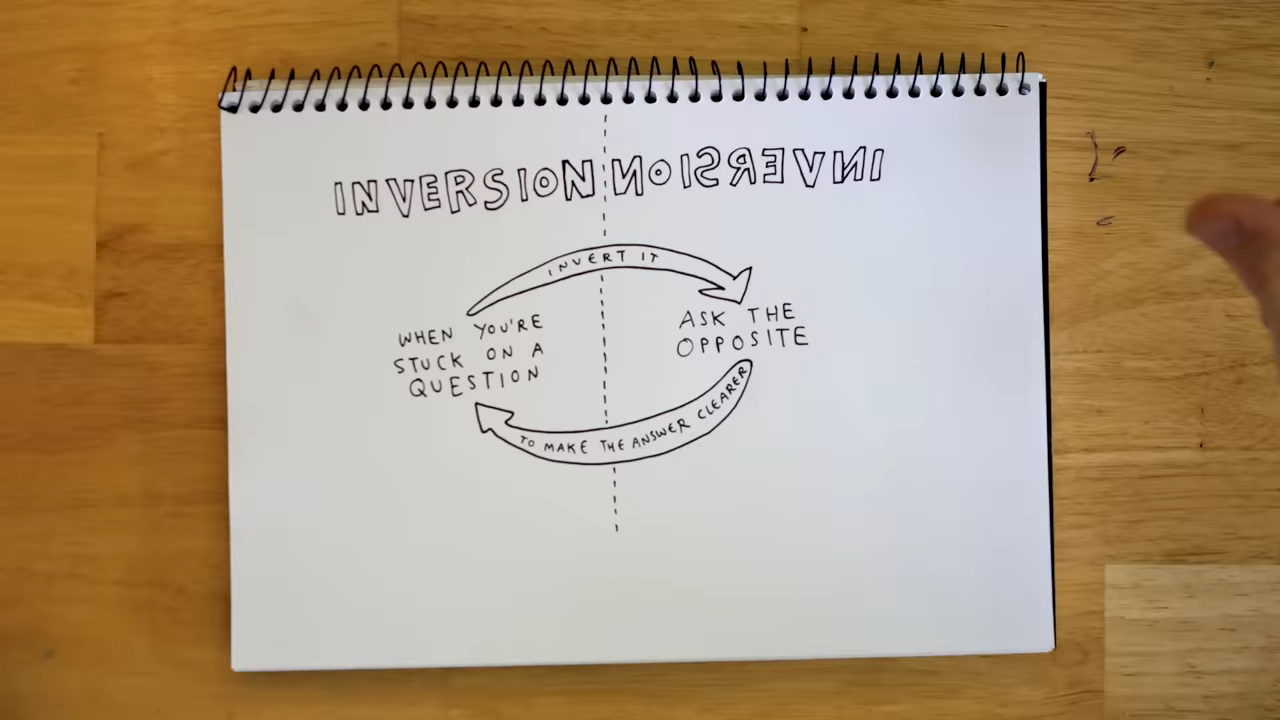 INVERSION INVERSION
INVERT IT
WHEN YOU'RE
STUCK ON A
QUESTION
ASK THE
OPPOSITE
TO MAKE THE ANSWER CLEARER